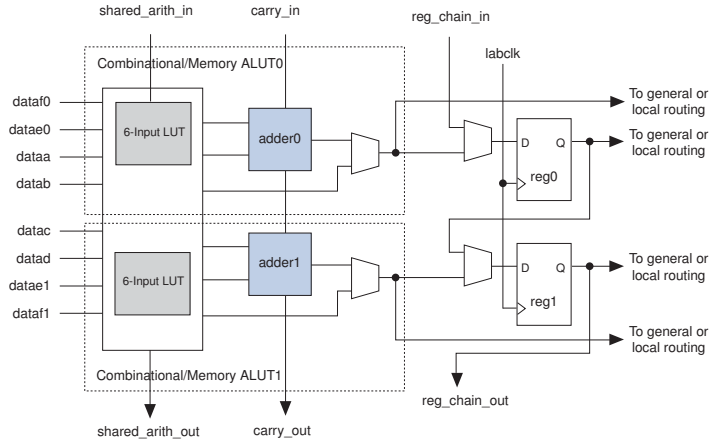 shared_arith_in
carry_in
reg_chain_in
labclk
Combinational/Memory ALUT0
dataf0
datae0
dataa
datab
6-Input LUT
adder0
D Q
reg0
To general or
local routing
To general or
local routing
datac
datad
datae1
dataf1
6-Input LUT
adder1
D Q
reg1
To general or
local routing
To general or
local routing
Combinational/Memory ALUT1
reg_chain_out
shared_arith_out
carry_out